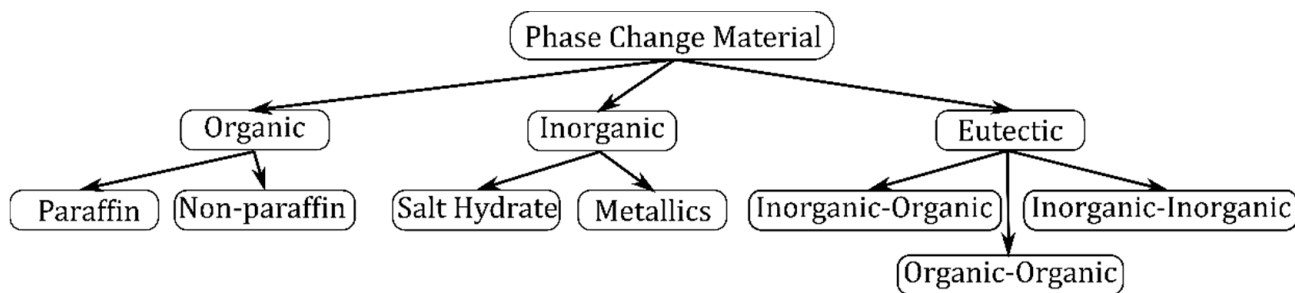 Phase Change Material
Organic
Inorganic
Eutectic
Paraffin
Non-paraffin
Salt Hydrate
Metallics
Inorganic-Organic
Inorganic-Inorganic
Organic-Organic